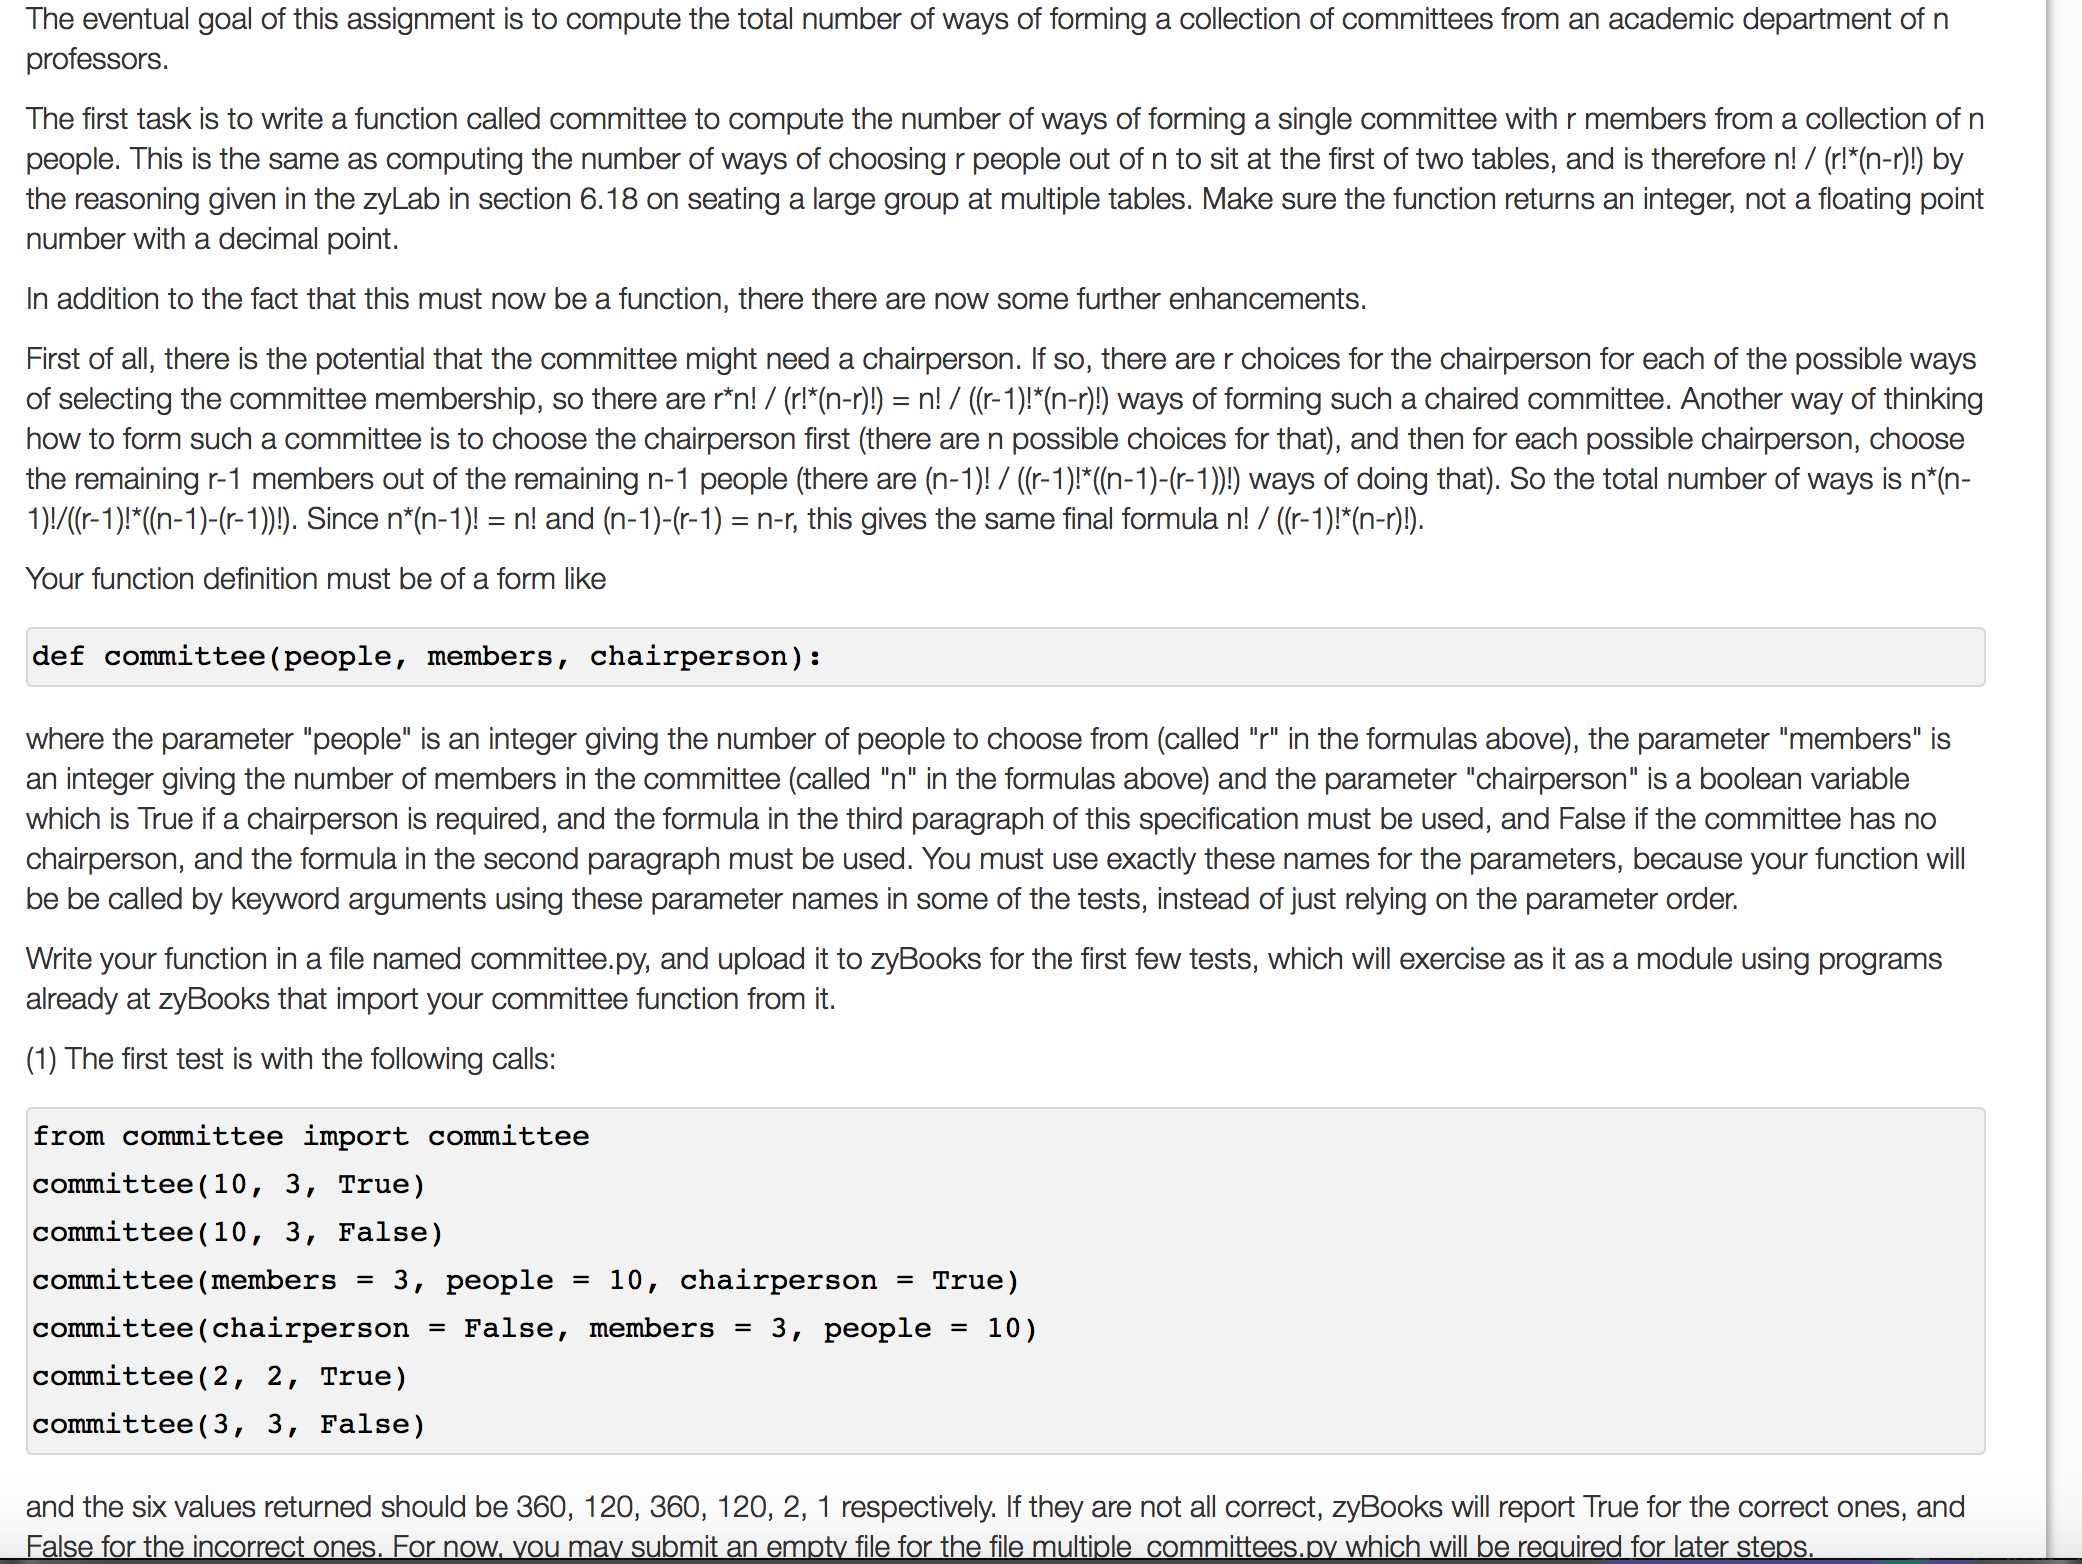 The eventual goal of this assignment is to compute the total number of ways of forming a collection of committees from an academic department of n
professors.
The first task is to write a function called committee to compute the number of ways of forming a single committee with r members from a collection of n
people. This is the same as computing the number of ways of choosing r people out of n to sit at the first of two tables, and is therefore n! / (r!*(n-r)!) by
the reasoning given in the zyLab in section 6.18 on seating a large group at multiple tables. Make sure the function returns an integer, not a floating point
number with a decimal point.
In addition to the fact that this must now be a function, there there are now some further enhancements.
First of all, there is the potential that the committee might need a chairperson. If so, there are r choices for the chairperson for each of the possible ways
of selecting the committee membership, so there are r*n! / (r!*(n-r)!) = n! / ((r-1)!*(n-r)!) ways of forming such a chaired committee. Another way of thinking
how to form such a committee is to choose the chairperson first (there are n possible choices for that), and then for each possible chairperson, choose
the remaining r-1 members out of the remaining n-1 people (there are (n-1)! / ((r-1)!*((n-1)-(r-1))!) ways of doing that). So the total number of ways is n*(n-
1)!/((r-1)!*((n-1)-(r-1))!). Since n*(n-1)! = n! and (n-1)-(r-1) = n-r, this gives the same final formula n! / ((r-1)!*(n-r)!).
Your function definition must be of a form like
def committee(people, members, chairperson):
where the parameter "people" is an integer giving the number of people to choose from (called "r" in the formulas above), the parameter "members" is
an integer giving the number of members in the committee (called "n" in the formulas above) and the parameter "chairperson" is a boolean variable
which is True if a chairperson is required, and the formula in the third paragraph of this specification must be used, and False if the committee has no
chairperson, and the formula in the second paragraph must be used. You must use exactly these names for the parameters, because your function will
be be called by keyword arguments using these parameter names in some of the tests, instead of just relying on the parameter order.
Write your function in a file named committee.py, and upload it to zyBooks for the first few tests, which will exercise as it as a module using programs
already at zyBooks that import your committee function from it.
(1) The first test is with the following calls:
from committee import committee
committee(10, 3, True)
committee(10, 3, False)
committee(members = 3, people = 10, chairperson = True)
committee(chairperson = False, members = 3, people = 10)
committee(2, 2, True)
committee(3, 3, False)
and the six values returned should be 360, 120, 360, 120, 2, 1 respectively. If they are not all correct, zyBooks will report True for the correct ones, and
False for the incorrect ones. For now, you may submit an empty file for the file multiple_committees.py which will be required for later steps.